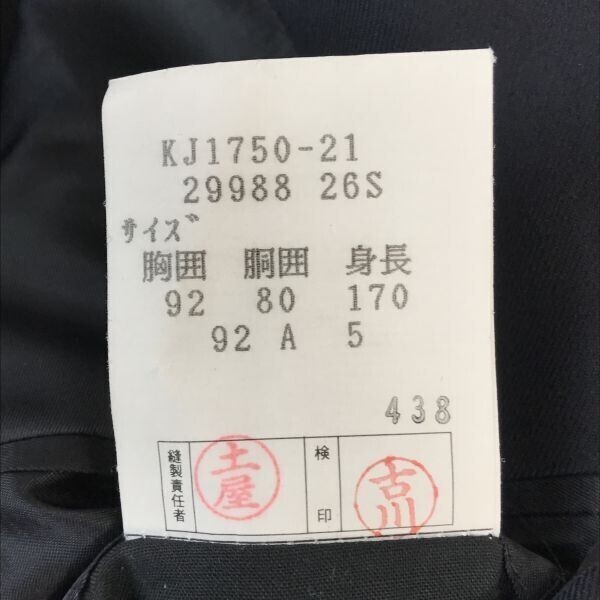 KJ1750-21
29988 26S
サイズ
胸囲 胴囲 身長
92 80 170
92 A 5
438
縫製責任者 土屋 検印 古川